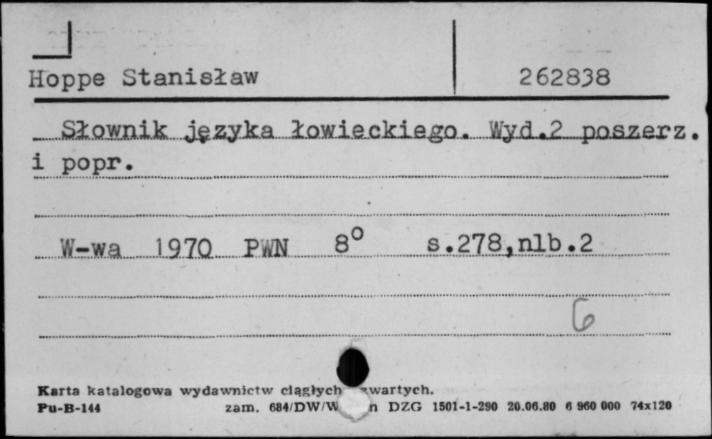 Hoppe Stanisław 262838
Słownik języka łowieckiego. Wyd.2 poszerz.
i popr.
W-wa 1970 PWN 8° s.278,nlb.2
6
Karta katalogowa wydawnictw ciągłych
Pu-B-144 zam. 684/DW/W DZG 1501-1-290 20.06.80 6 960 000 74x120